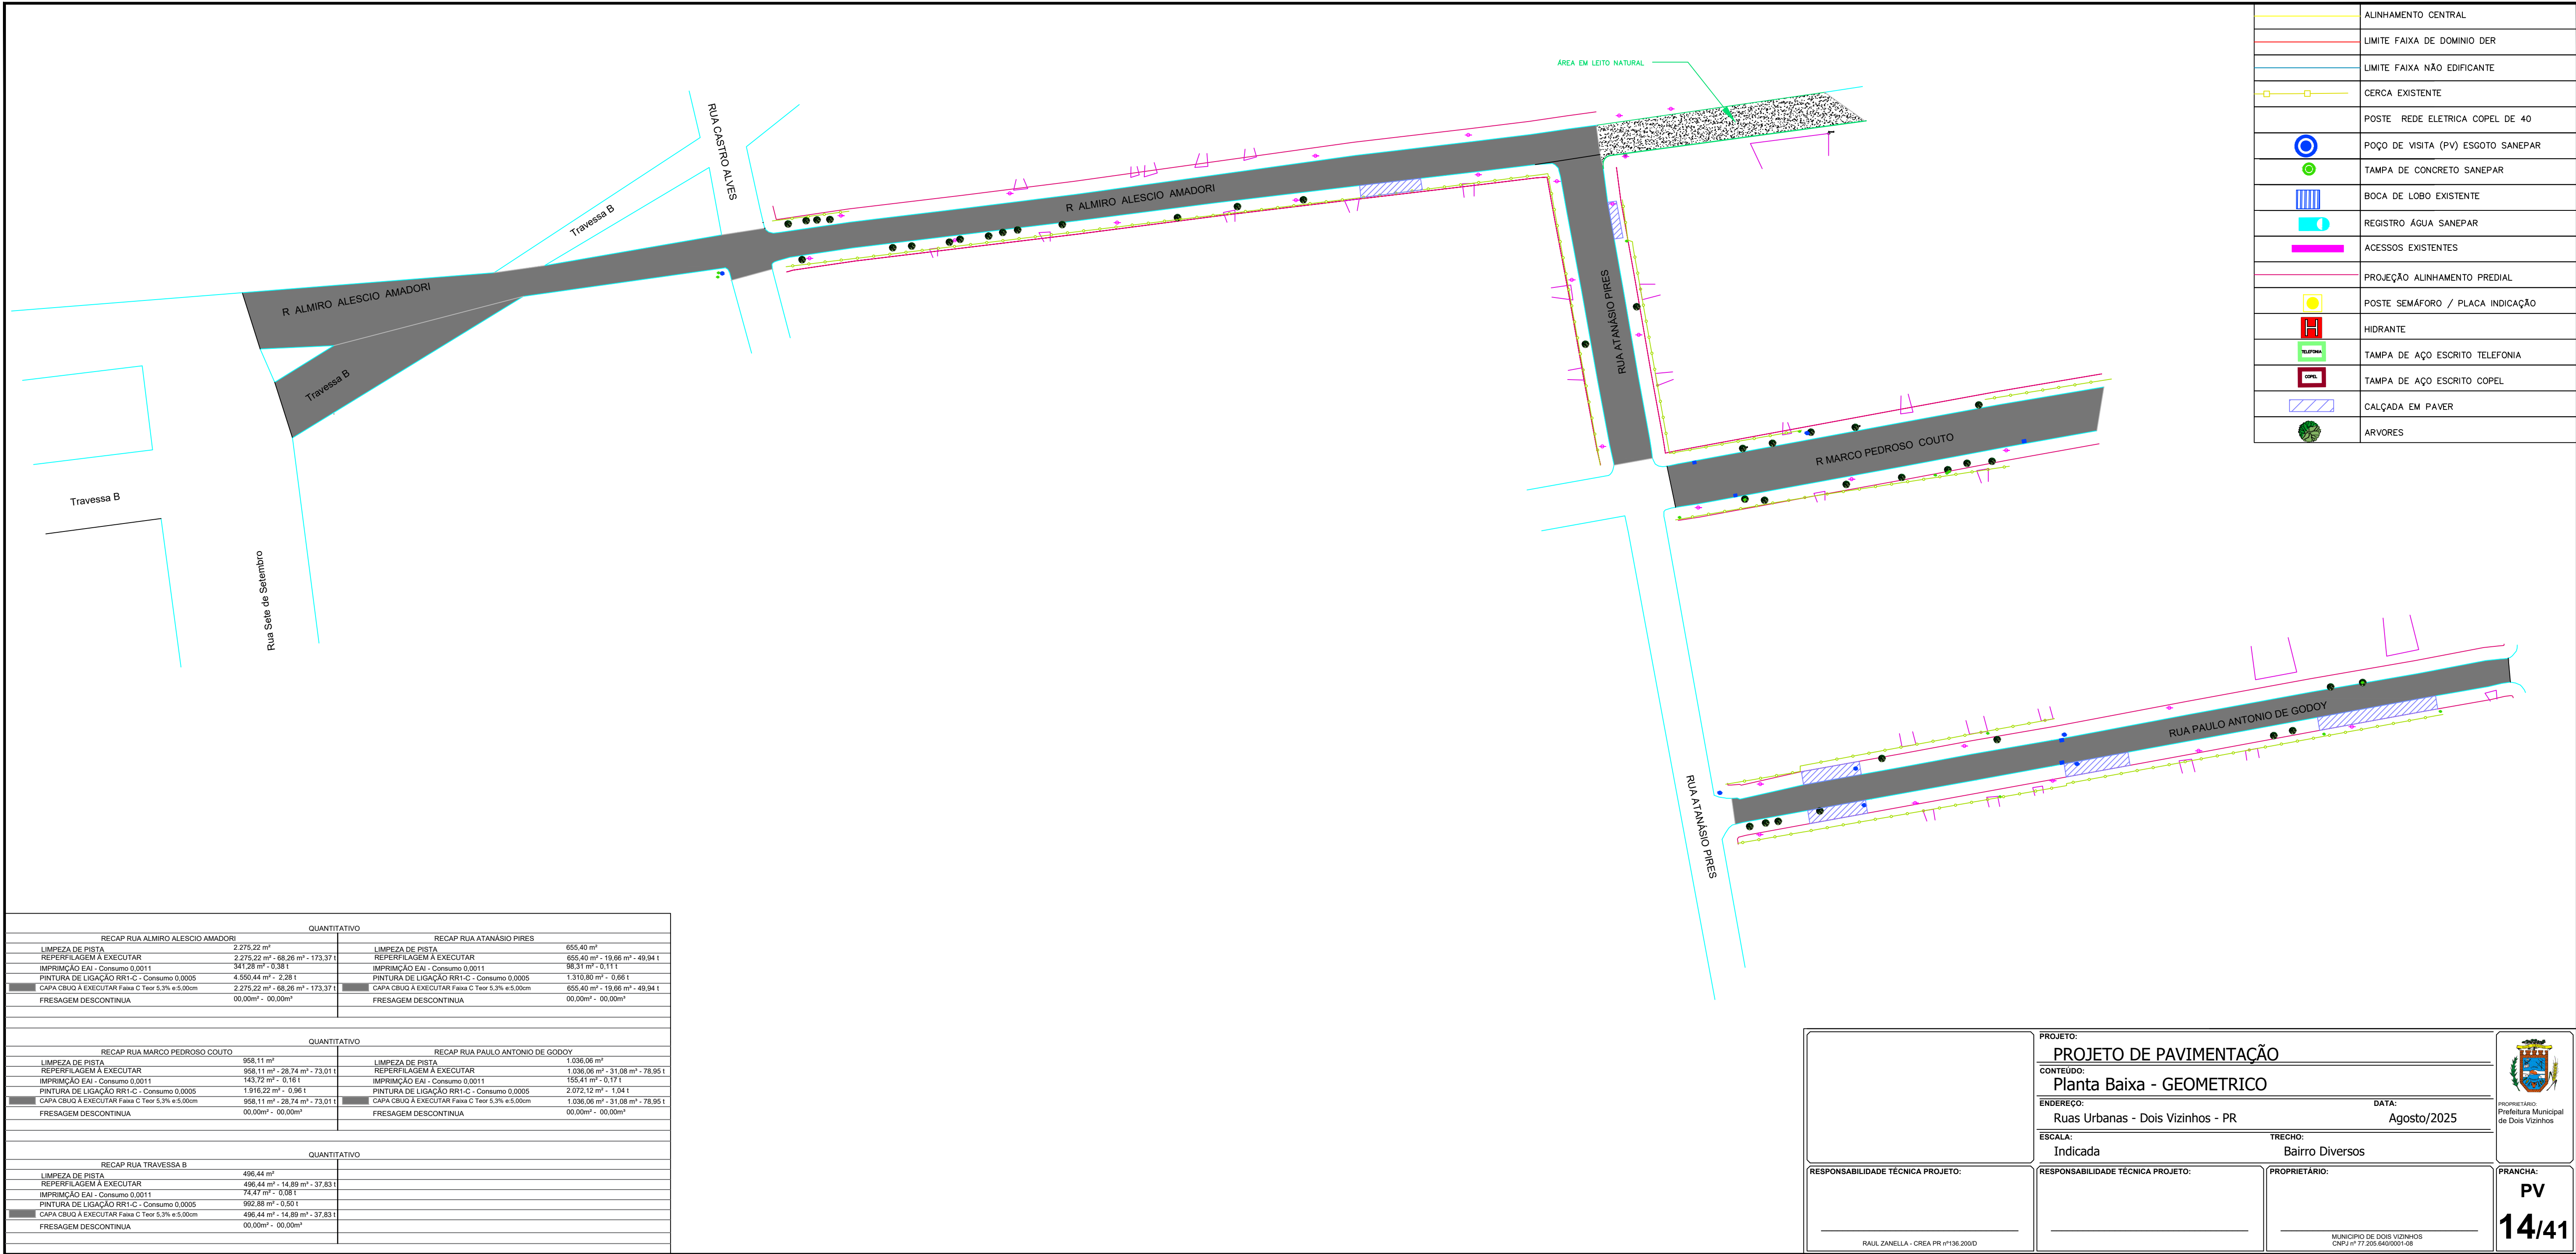 ALINHAMENTO CENTRAL
LIMITE FAIXA DE DOMINIO DER
LIMITE FAIXA NÃO EDIFICANTE
CERCA EXISTENTE
POSTE REDE ELETRICA COPEL DE 40
POÇO DE VISITA (PV) ESGOTO SANEPAR
TAMPA DE CONCRETO SANEPAR
BOCA DE LOBO EXISTENTE
REGISTRO ÁGUA SANEPAR
ACESSOS EXISTENTES
PROJEÇÃO ALINHAMENTO PREDIAL
POSTE SEMÁFORO / PLACA INDICAÇÃO
H HIDRANTE
TELEFONIA TAMPA DE AÇO ESCRITO TELEFONIA
COPEL TAMPA DE AÇO ESCRITO COPEL
CALÇADA EM PAVER
ARVORES
ÁREA EM LEITO NATURAL
RUA CASTRO ALVES
Travessa B
R ALMIRO ALESCIO AMADORI
R ALMIRO ALESCIO AMADORI
Travessa B
Travessa B
Rua Sete de Setembro
RUA ATANÁSIO PIRES
R MARCO PEDROSO COUTO
RUA PAULO ANTONIO DE GODOY
RUA ATANÁSIO PIRES
QUANTITATIVO
RECAP RUA ALMIRO ALESCIO AMADORI RECAP RUA ATANÁSIO PIRES
LIMPEZA DE PISTA 2.275,22 m² LIMPEZA DE PISTA 655,40 m²
REPERFILAGEM À EXECUTAR 2.275,22 m² - 68,26 m³ - 173,37 t REPERFILAGEM À EXECUTAR 655,40 m² - 19,66 m³ - 49,94 t
IMPRIMÇÃO EAI - Consumo 0,0011 341,28 m² - 0,38 t IMPRIMÇÃO EAI - Consumo 0,0011 98,31 m² - 0,11 t
PINTURA DE LIGAÇÃO RR1-C - Consumo 0,0005 4.550,44 m² - 2,28 t PINTURA DE LIGAÇÃO RR1-C - Consumo 0,0005 1.310,80 m² - 0,66 t
CAPA CBUQ À EXECUTAR Faixa C Teor 5,3% e:5,00cm 2.275,22 m² - 68,26 m³ - 173,37 t CAPA CBUQ À EXECUTAR Faixa C Teor 5,3% e:5,00cm 655,40 m² - 19,66 m³ - 49,94 t
FRESAGEM DESCONTINUA 00,00m² - 00,00m³ FRESAGEM DESCONTINUA 00,00m² - 00,00m³
QUANTITATIVO
RECAP RUA MARCO PEDROSO COUTO RECAP RUA PAULO ANTONIO DE GODOY
LIMPEZA DE PISTA 958,11 m² LIMPEZA DE PISTA 1.036,06 m²
REPERFILAGEM À EXECUTAR 958,11 m² - 28,74 m³ - 73,01 t REPERFILAGEM À EXECUTAR 1.036,06 m² - 31,08 m³ - 78,95 t
IMPRIMÇÃO EAI - Consumo 0,0011 143,72 m² - 0,16 t IMPRIMÇÃO EAI - Consumo 0,0011 155,41 m² - 0,17 t
PINTURA DE LIGAÇÃO RR1-C - Consumo 0,0005 1.916,22 m² - 0,96 t PINTURA DE LIGAÇÃO RR1-C - Consumo 0,0005 2.072,12 m² - 1,04 t
CAPA CBUQ À EXECUTAR Faixa C Teor 5,3% e:5,00cm 958,11 m² - 28,74 m³ - 73,01 t CAPA CBUQ À EXECUTAR Faixa C Teor 5,3% e:5,00cm 1.036,06 m² - 31,08 m³ - 78,95 t
FRESAGEM DESCONTINUA 00,00m² - 00,00m³ FRESAGEM DESCONTINUA 00,00m² - 00,00m³
QUANTITATIVO
RECAP RUA TRAVESSA B
LIMPEZA DE PISTA 496,44 m²
REPERFILAGEM À EXECUTAR 496,44 m² - 14,89 m³ - 37,83 t
IMPRIMÇÃO EAI - Consumo 0,0011 74,47 m² - 0,08 t
PINTURA DE LIGAÇÃO RR1-C - Consumo 0,0005 992,88 m² - 0,50 t
CAPA CBUQ À EXECUTAR Faixa C Teor 5,3% e:5,00cm 496,44 m² - 14,89 m³ - 37,83 t
FRESAGEM DESCONTINUA 00,00m² - 00,00m³
PROJETO:
PROJETO DE PAVIMENTAÇÃO
CONTEÚDO:
Planta Baixa - GEOMETRICO
ENDEREÇO: DATA:
Ruas Urbanas - Dois Vizinhos - PR Agosto/2025
ESCALA: TRECHO:
Indicada Bairro Diversos
PROPRIETÁRIO:
Prefeitura Municipal
de Dois Vizinhos
RESPONSABILIDADE TÉCNICA PROJETO: RESPONSABILIDADE TÉCNICA PROJETO: PROPRIETÁRIO: PRANCHA:
PV
14/41
RAUL ZANELLA - CREA PR nº136.200/D
MUNICIPIO DE DOIS VIZINHOS
CNPJ nº 77.205.640/0001-08